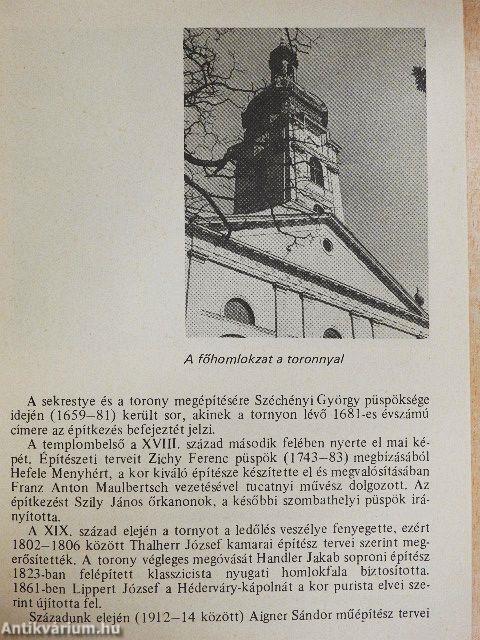 A főhomlokzat a toronnyal
A sekrestye és a torony megépítésére Széchényi György püspöksége
idején (1659–81) került sor, akinek a tornyon lévő 1681-es évszámú
címere az építkezés befejeztét jelzi.
A templombelső a XVIII. század második felében nyerte el mai ké-
pét. Építészeti terveit Zichy Ferenc püspök (1743–83) megbízásából
Hefele Menyhért, a kor kiváló építésze készítette el és megvalósításában
Franz Anton Maulbertsch vezetésével tucatnyi művész dolgozott. Az
építkezést Szily János őrkanonok, a későbbi szombathelyi püspök irá-
nyította.
A XIX. század elején a tornyot a ledőlés veszélye fenyegette, ezért
1802–1806 között Thalherr József kamarai építész tervei szerint meg-
erősítették. A torony végleges megóvását Handler Jakab soproni építész
1823-ban felépített klasszicista nyugati homlokfala biztosította.
1861-ben Lippert József a Héderváry-kápolnát a kor purista elvei sze-
rint újította fel.
Századunk elején (1912–14 között) Aigner Sándor műépítész tervei
Antikvarium.hu